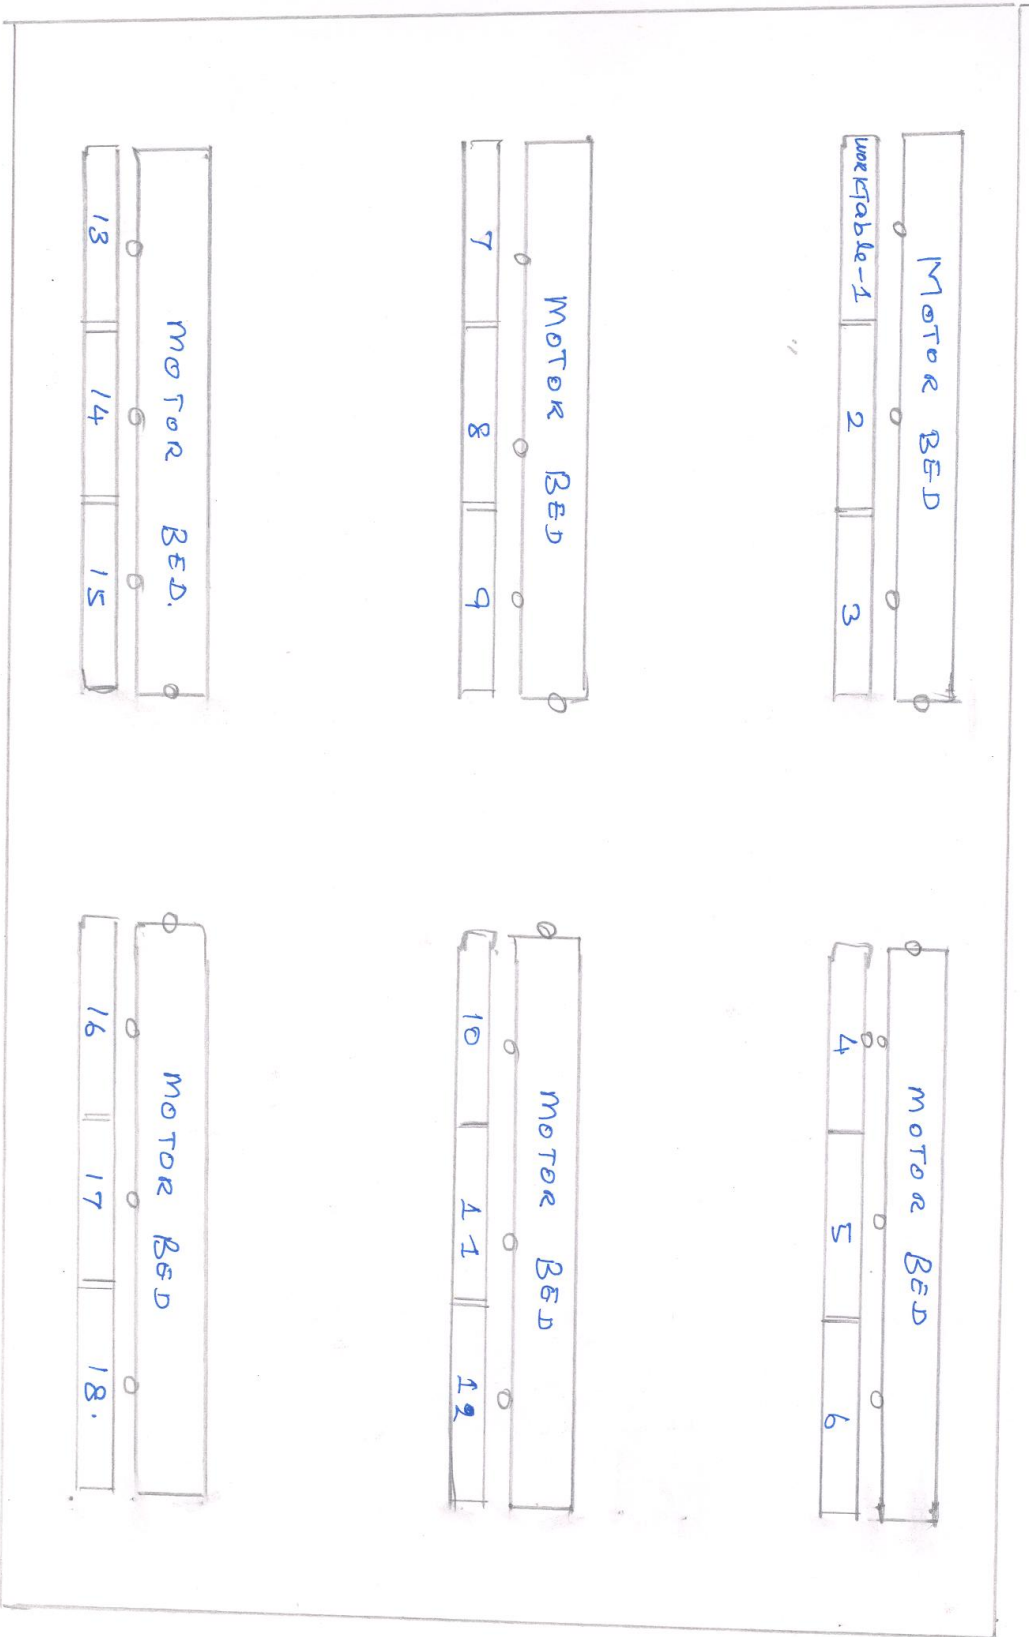 MOTOR BED
MOTOR BED
workTable-1 2 3
4 5 6
MOTOR BED
MOTOR BED
7 8 9
10 11 12
MOTOR BED.
MOTOR BED
13 14 15
16 17 18.